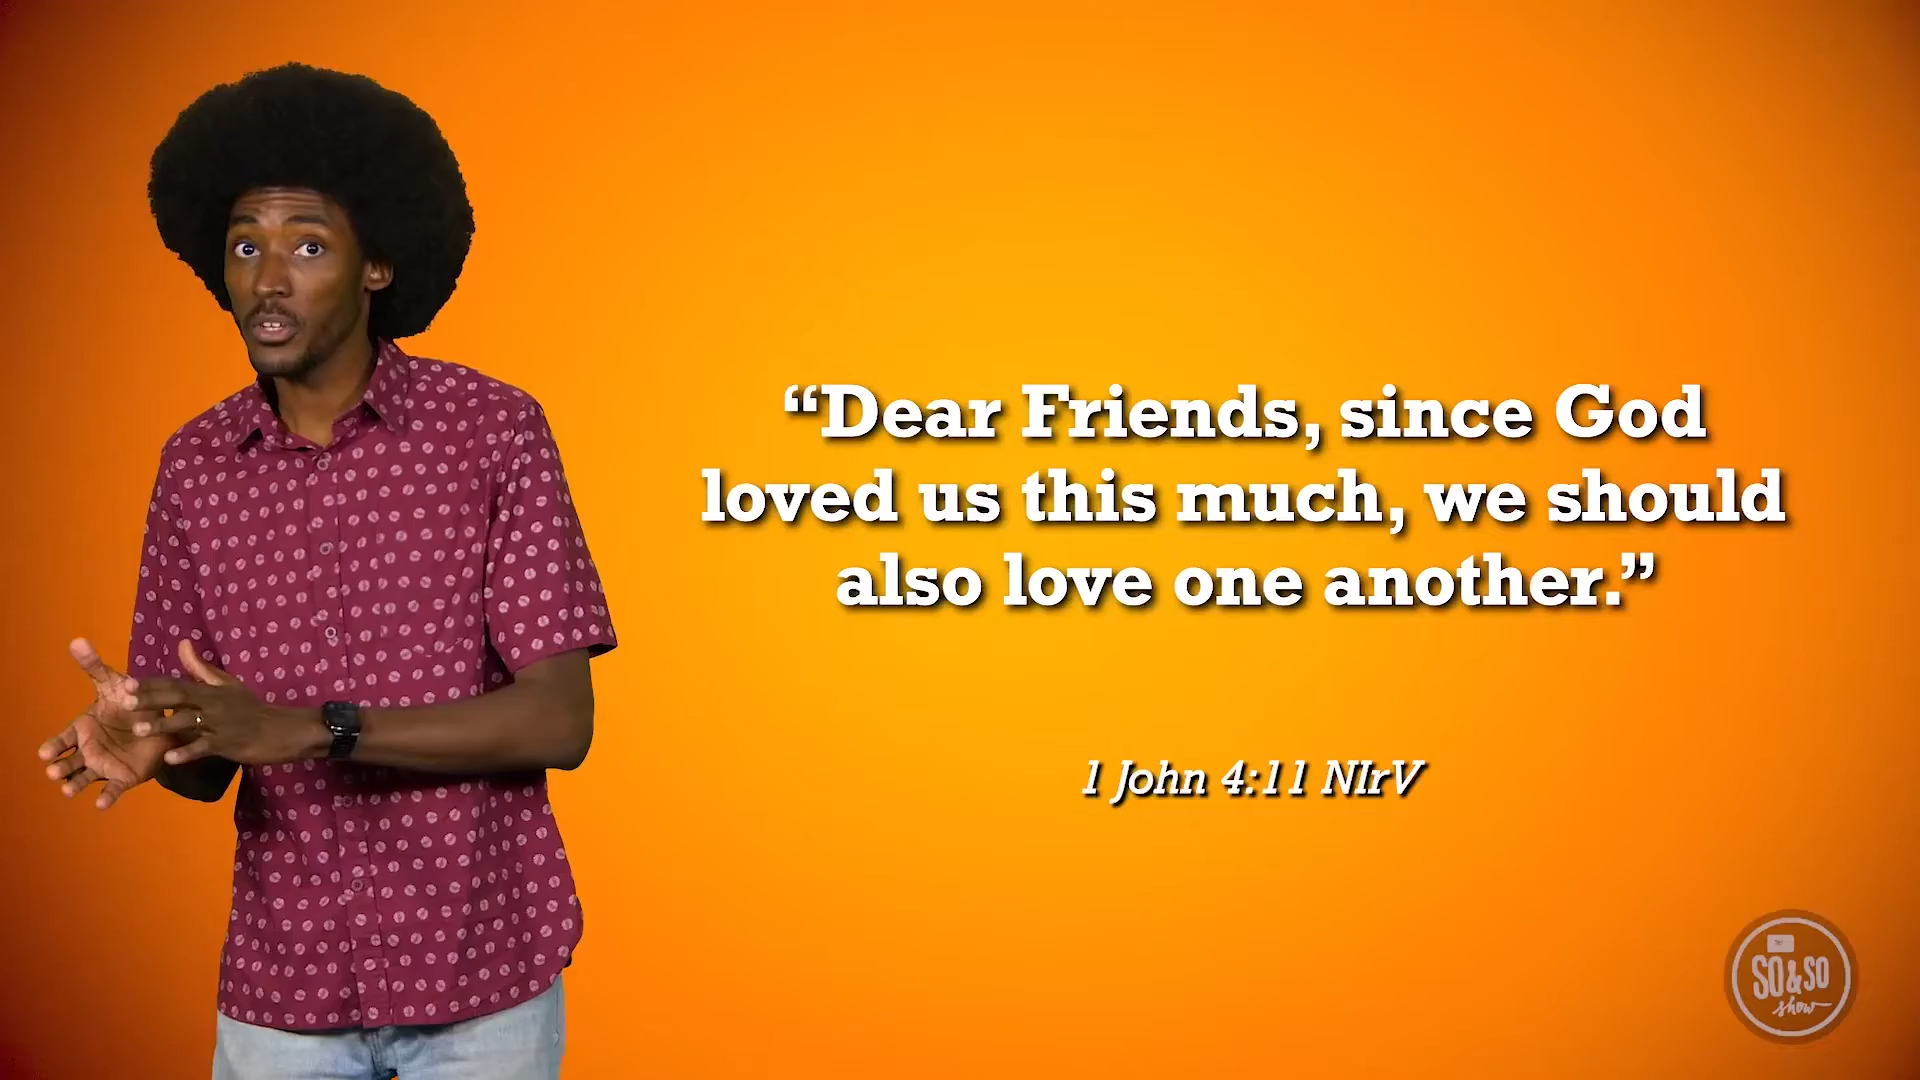 “Dear Friends, since God
loved us this much, we should
also love one another.”
1 John 4:11 NIrV
SO & SO
show